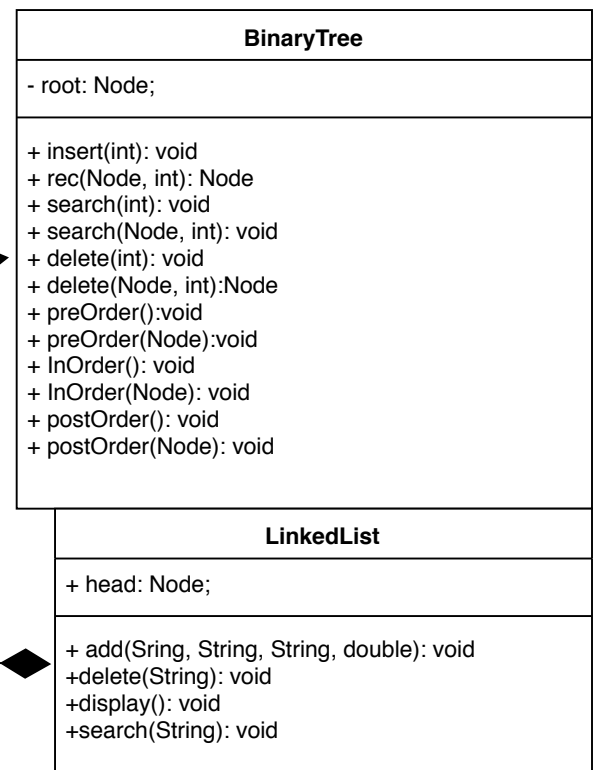 BinaryTree
- root: Node;
+ insert(int): void
+ rec(Node, int): Node
+ search(int): void
+ search(Node, int): void
+ delete(int): void
+ delete(Node, int):Node
+ preOrder():void
+ preOrder(Node):void
+ InOrder(): void
+ InOrder(Node): void
+ postOrder(): void
+ postOrder(Node): void
LinkedList
+ head: Node;
+ add(Sring, String, String, double): void
+delete(String): void
+display(): void
+search(String): void